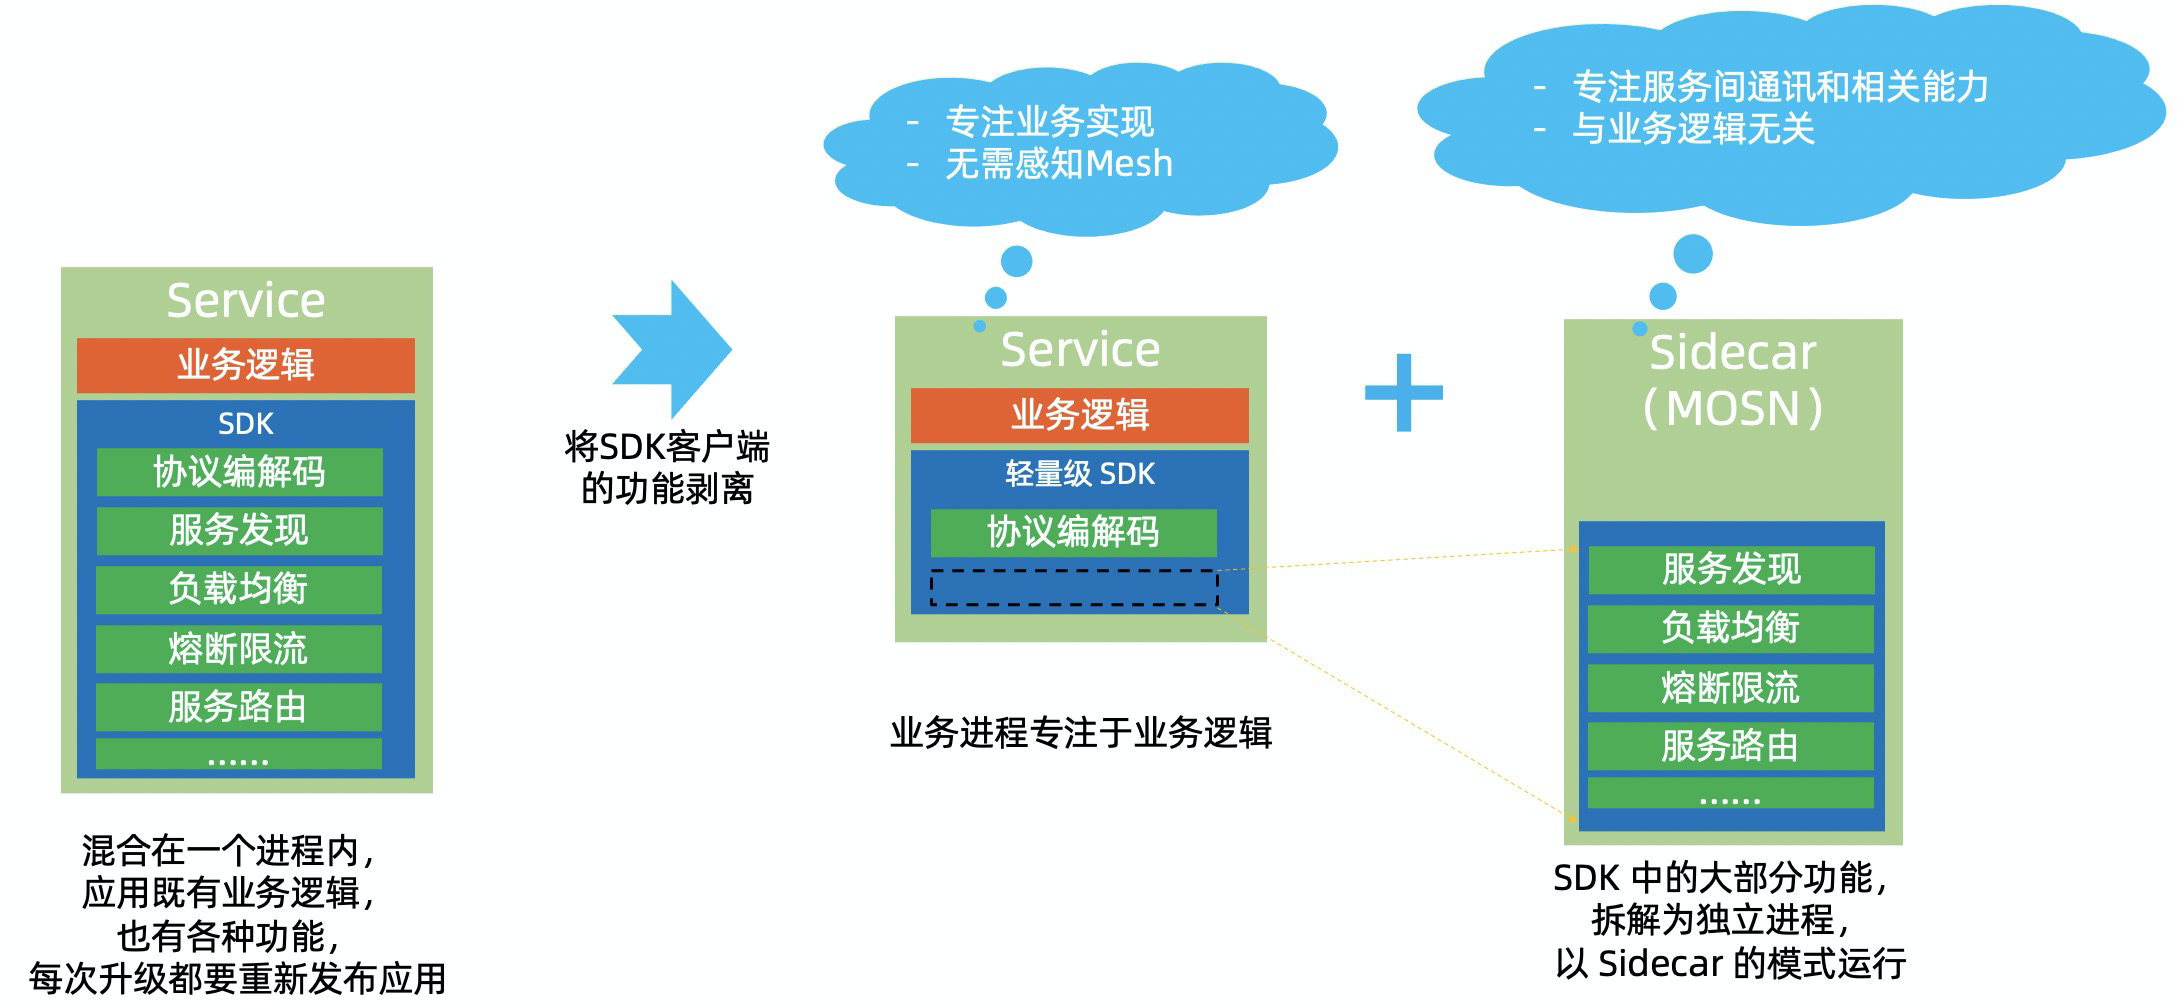 Service
业务逻辑
SDK
协议编解码
服务发现
负载均衡
熔断限流
服务路由
......
混合在一个进程内，
应用既有业务逻辑，
也有各种功能，
每次升级都要重新发布应用
将SDK客户端
的功能剥离
- 专注业务实现
- 无需感知Mesh
Service
业务逻辑
轻量级 SDK
协议编解码
业务进程专注于业务逻辑
+
- 专注服务间通讯和相关能力
- 与业务逻辑无关
Sidecar
（MOSN）
服务发现
负载均衡
熔断限流
服务路由
......
SDK 中的大部分功能，
拆解为独立进程，
以 Sidecar 的模式运行